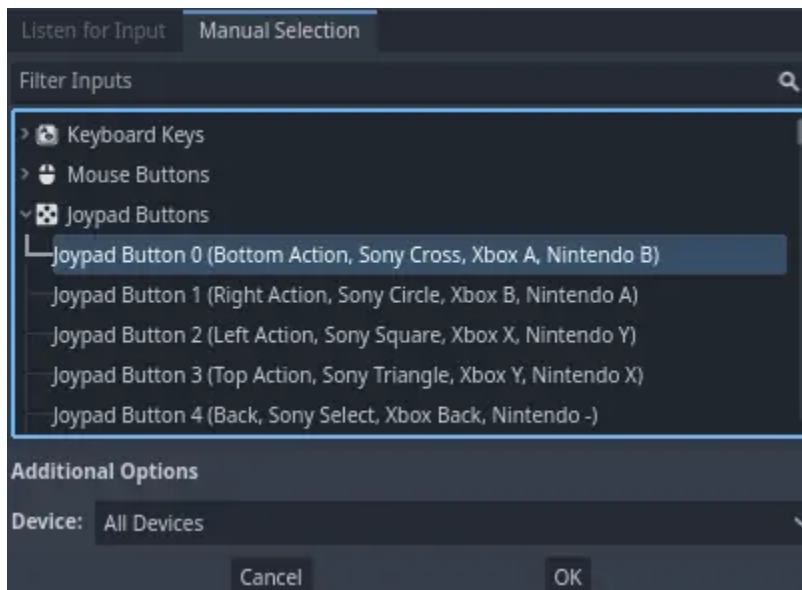 Listen for Input Manual Selection
Filter Inputs
Keyboard Keys
Mouse Buttons
Joypad Buttons
Joypad Button 0 (Bottom Action, Sony Cross, Xbox A, Nintendo B)
Joypad Button 1 (Right Action, Sony Circle, Xbox B, Nintendo A)
Joypad Button 2 (Left Action, Sony Square, Xbox X, Nintendo Y)
Joypad Button 3 (Top Action, Sony Triangle, Xbox Y, Nintendo X)
Joypad Button 4 (Back, Sony Select, Xbox Back, Nintendo -)
Additional Options
Device: All Devices
Cancel OK